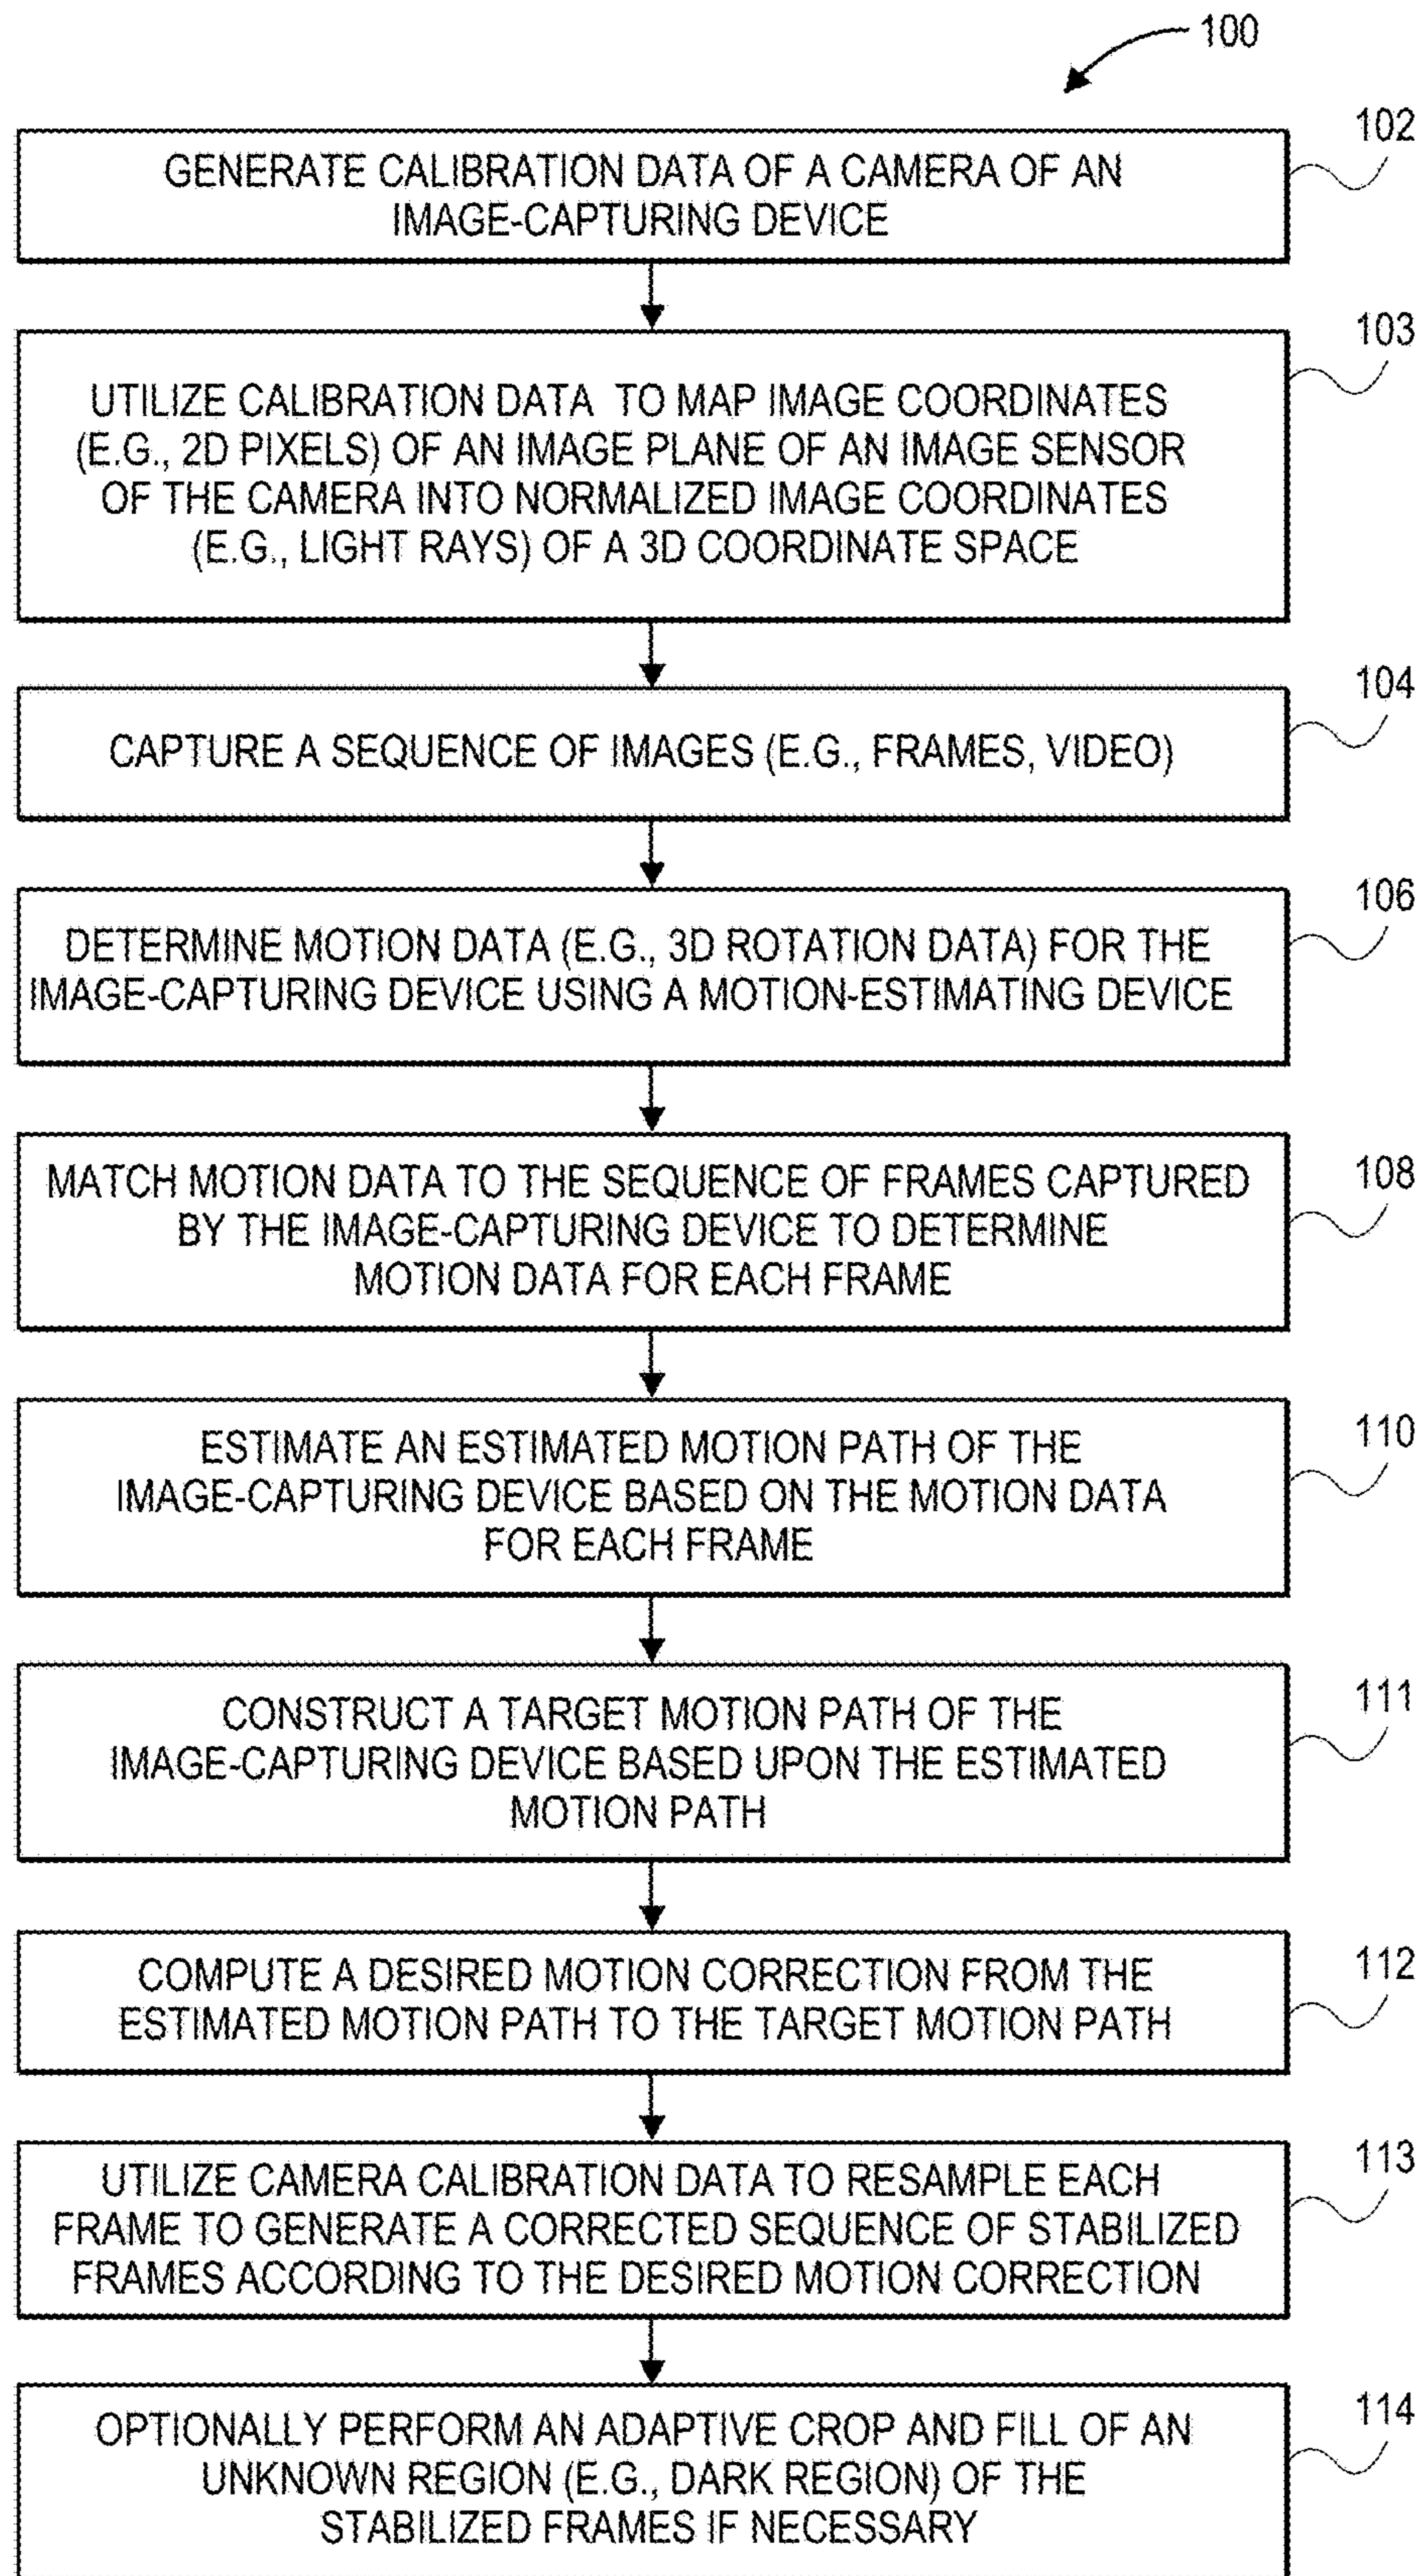 100
102
GENERATE CALIBRATION DATA OF A CAMERA OF AN
IMAGE-CAPTURING DEVICE
103
UTILIZE CALIBRATION DATA TO MAP IMAGE COORDINATES
(E.G., 2D PIXELS) OF AN IMAGE PLANE OF AN IMAGE SENSOR
OF THE CAMERA INTO NORMALIZED IMAGE COORDINATES
(E.G., LIGHT RAYS) OF A 3D COORDINATE SPACE
104
CAPTURE A SEQUENCE OF IMAGES (E.G., FRAMES, VIDEO)
106
DETERMINE MOTION DATA (E.G., 3D ROTATION DATA) FOR THE
IMAGE-CAPTURING DEVICE USING A MOTION-ESTIMATING DEVICE
108
MATCH MOTION DATA TO THE SEQUENCE OF FRAMES CAPTURED
BY THE IMAGE-CAPTURING DEVICE TO DETERMINE
MOTION DATA FOR EACH FRAME
110
ESTIMATE AN ESTIMATED MOTION PATH OF THE
IMAGE-CAPTURING DEVICE BASED ON THE MOTION DATA
FOR EACH FRAME
111
CONSTRUCT A TARGET MOTION PATH OF THE
IMAGE-CAPTURING DEVICE BASED UPON THE ESTIMATED
MOTION PATH
112
COMPUTE A DESIRED MOTION CORRECTION FROM THE
ESTIMATED MOTION PATH TO THE TARGET MOTION PATH
113
UTILIZE CAMERA CALIBRATION DATA TO RESAMPLE EACH
FRAME TO GENERATE A CORRECTED SEQUENCE OF STABILIZED
FRAMES ACCORDING TO THE DESIRED MOTION CORRECTION
114
OPTIONALLY PERFORM AN ADAPTIVE CROP AND FILL OF AN
UNKNOWN REGION (E.G., DARK REGION) OF THE
STABILIZED FRAMES IF NECESSARY